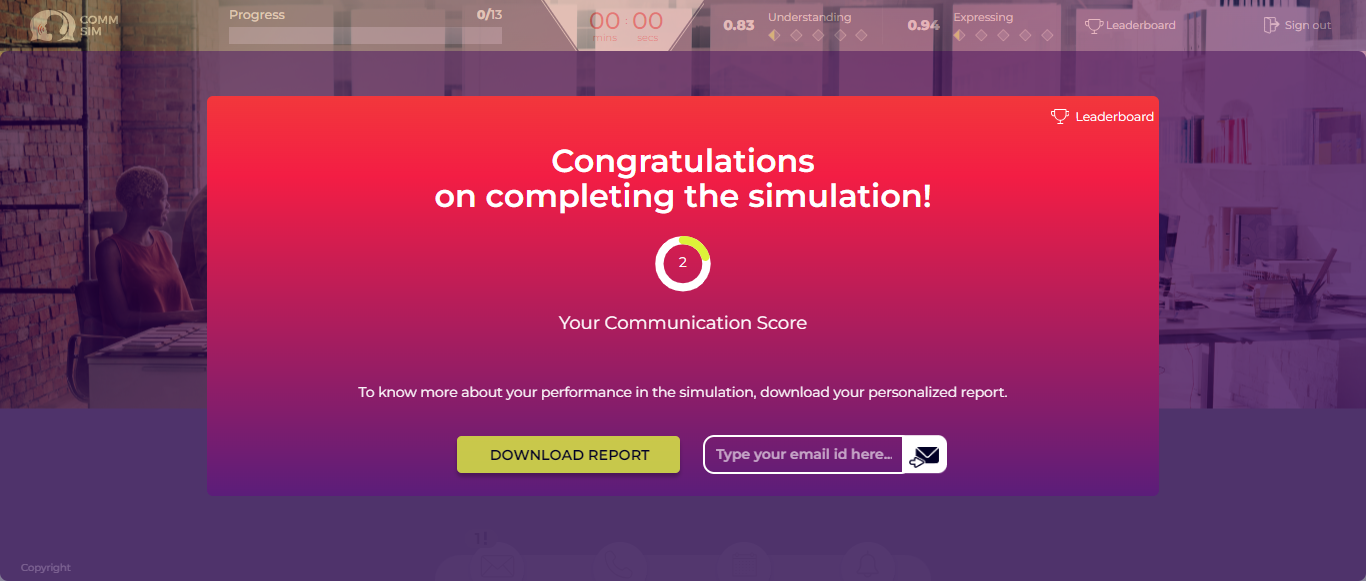 COMM
SIM
Progress
0/13
00 : 00
mins secs
0.83
Understanding
0.94
Expressing
Leaderboard
Sign out
Leaderboard
Congratulations
on completing the simulation!
2
Your Communication Score
To know more about your performance in the simulation, download your personalized report.
DOWNLOAD REPORT
Type your email id here...
11
Copyright